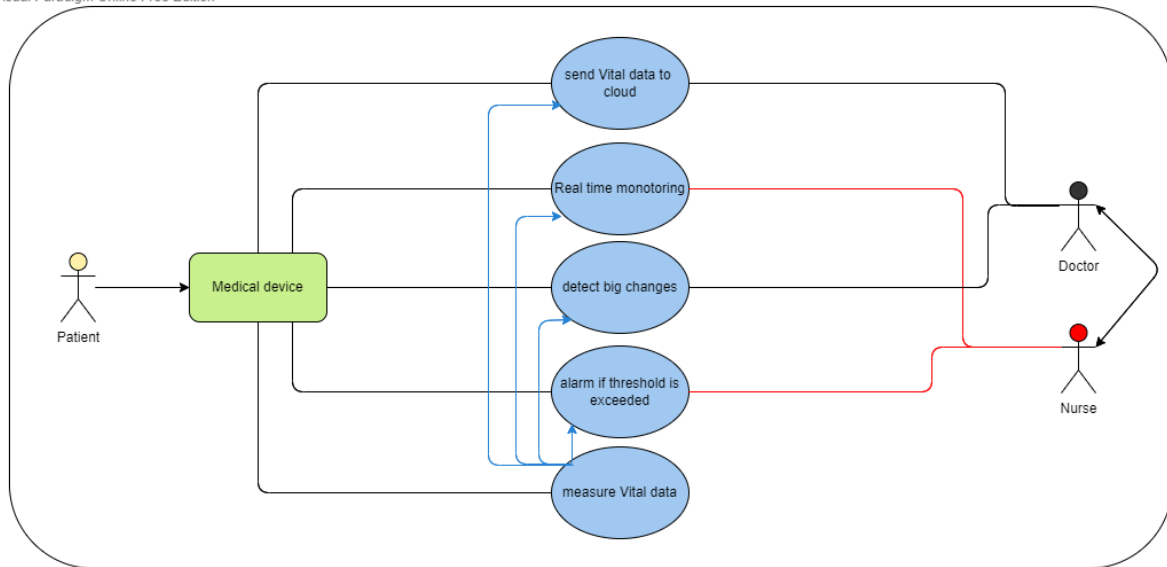 send Vital data to
cloud
Real time monotoring
Medical device
detect big changes
Doctor
Patient
alarm if threshold is
exceeded
Nurse
measure Vital data